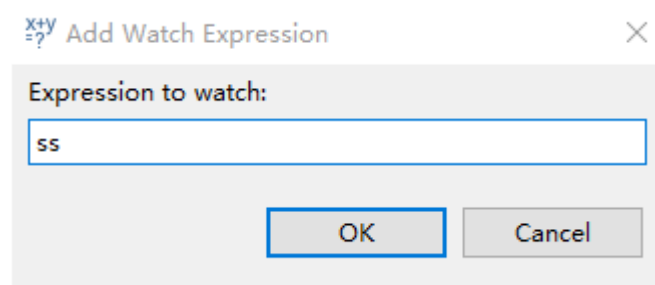 x+y
=?
Add Watch Expression
Expression to watch:
ss
OK Cancel